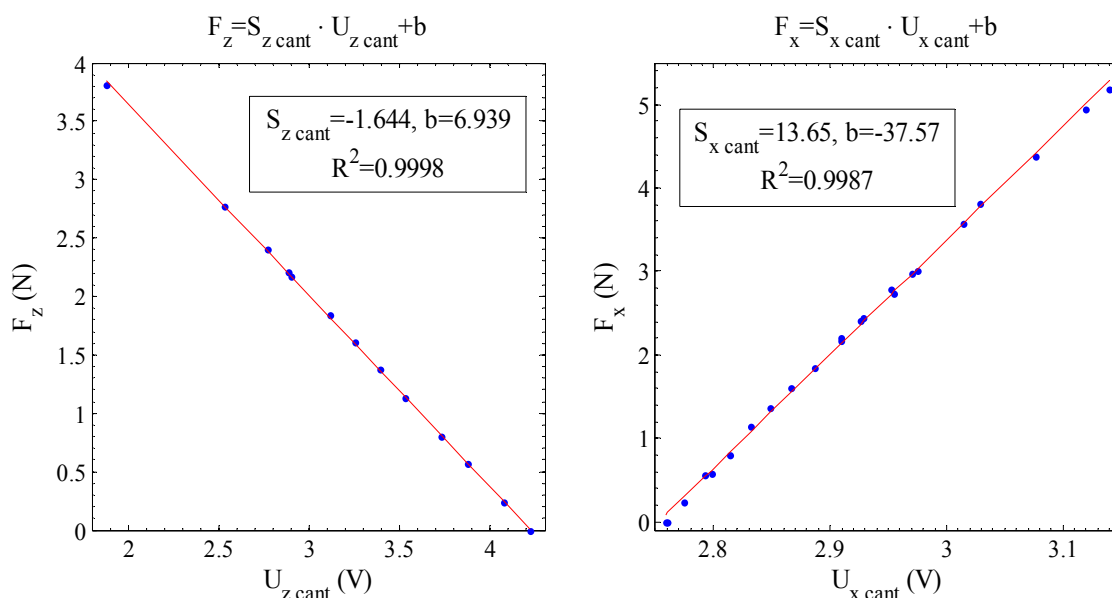 F_z=S_z cant · U_z cant+b
4
3.5
3
2.5
2
1.5
1
0.5
0
F_z (N)
S_z cant=-1.644, b=6.939
R²=0.9998
2 2.5 3 3.5 4
U_z cant (V)
F_x=S_x cant · U_x cant+b
5
4
3
2
1
0
F_x (N)
S_x cant=13.65, b=-37.57
R²=0.9987
2.8 2.9 3 3.1
U_x cant (V)